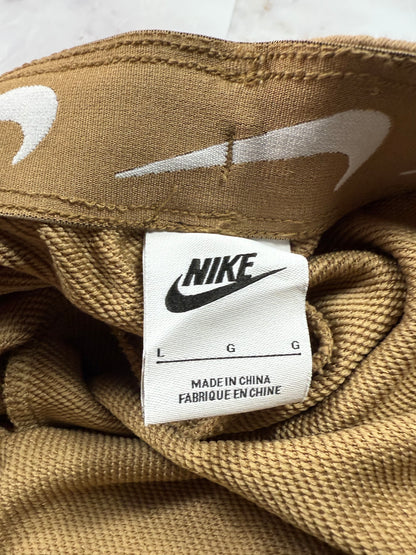 NIKE
L G G
MADE IN CHINA
FABRIQUE EN CHINE